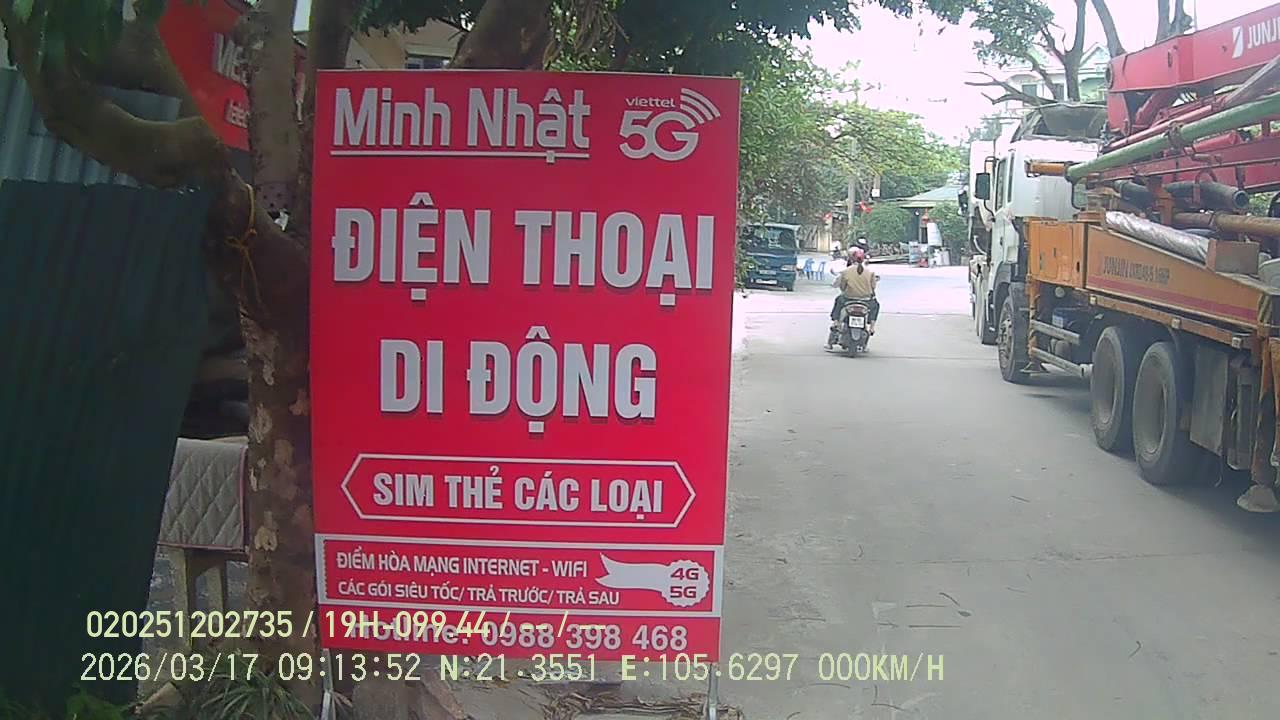 Minh Nhật
viettel
5G
ĐIỆN THOẠI
DI ĐỘNG
SIM THẺ CÁC LOẠI
ĐIỂM HÒA MẠNG INTERNET - WIFI
4G
5G
CÁC GÓI SIÊU TỐC/ TRẢ TRƯỚC/ TRẢ SAU
Hotline: 0988 398 468
JUNJIN
020251202735 / 19H-099.44 / -- / --
2026/03/17 09:13:52 N:21.3551 E:105.6297 000KM/H